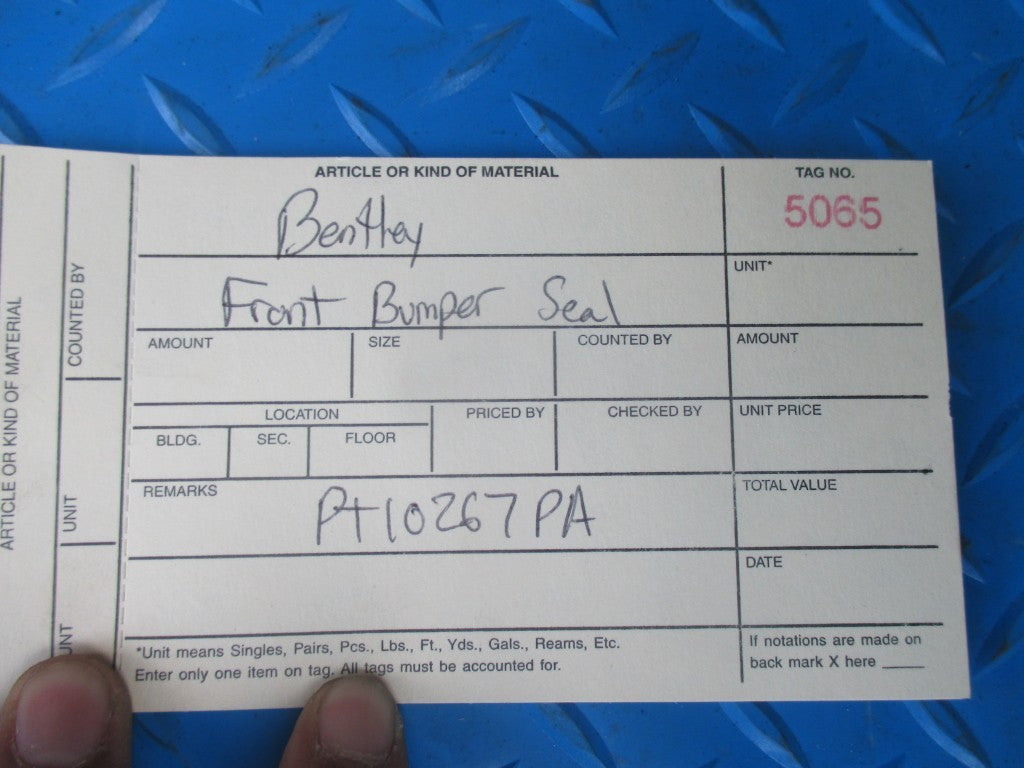 ARTICLE OR KIND OF MATERIAL
Bentley
Front Bumper Seal
TAG NO.
5065
UNIT*
AMOUNT
SIZE
COUNTED BY
AMOUNT
LOCATION
PRICED BY
CHECKED BY
UNIT PRICE
BLDG.
SEC.
FLOOR
REMARKS
Pt10267PA
TOTAL VALUE
DATE
*Unit means Singles, Pairs, Pcs., Lbs., Ft., Yds., Gals., Reams, Etc.
Enter only one item on tag. All tags must be accounted for.
If notations are made on
back mark X here
ARTICLE OR KIND OF MATERIAL
COUNTED BY
UNIT
UNT